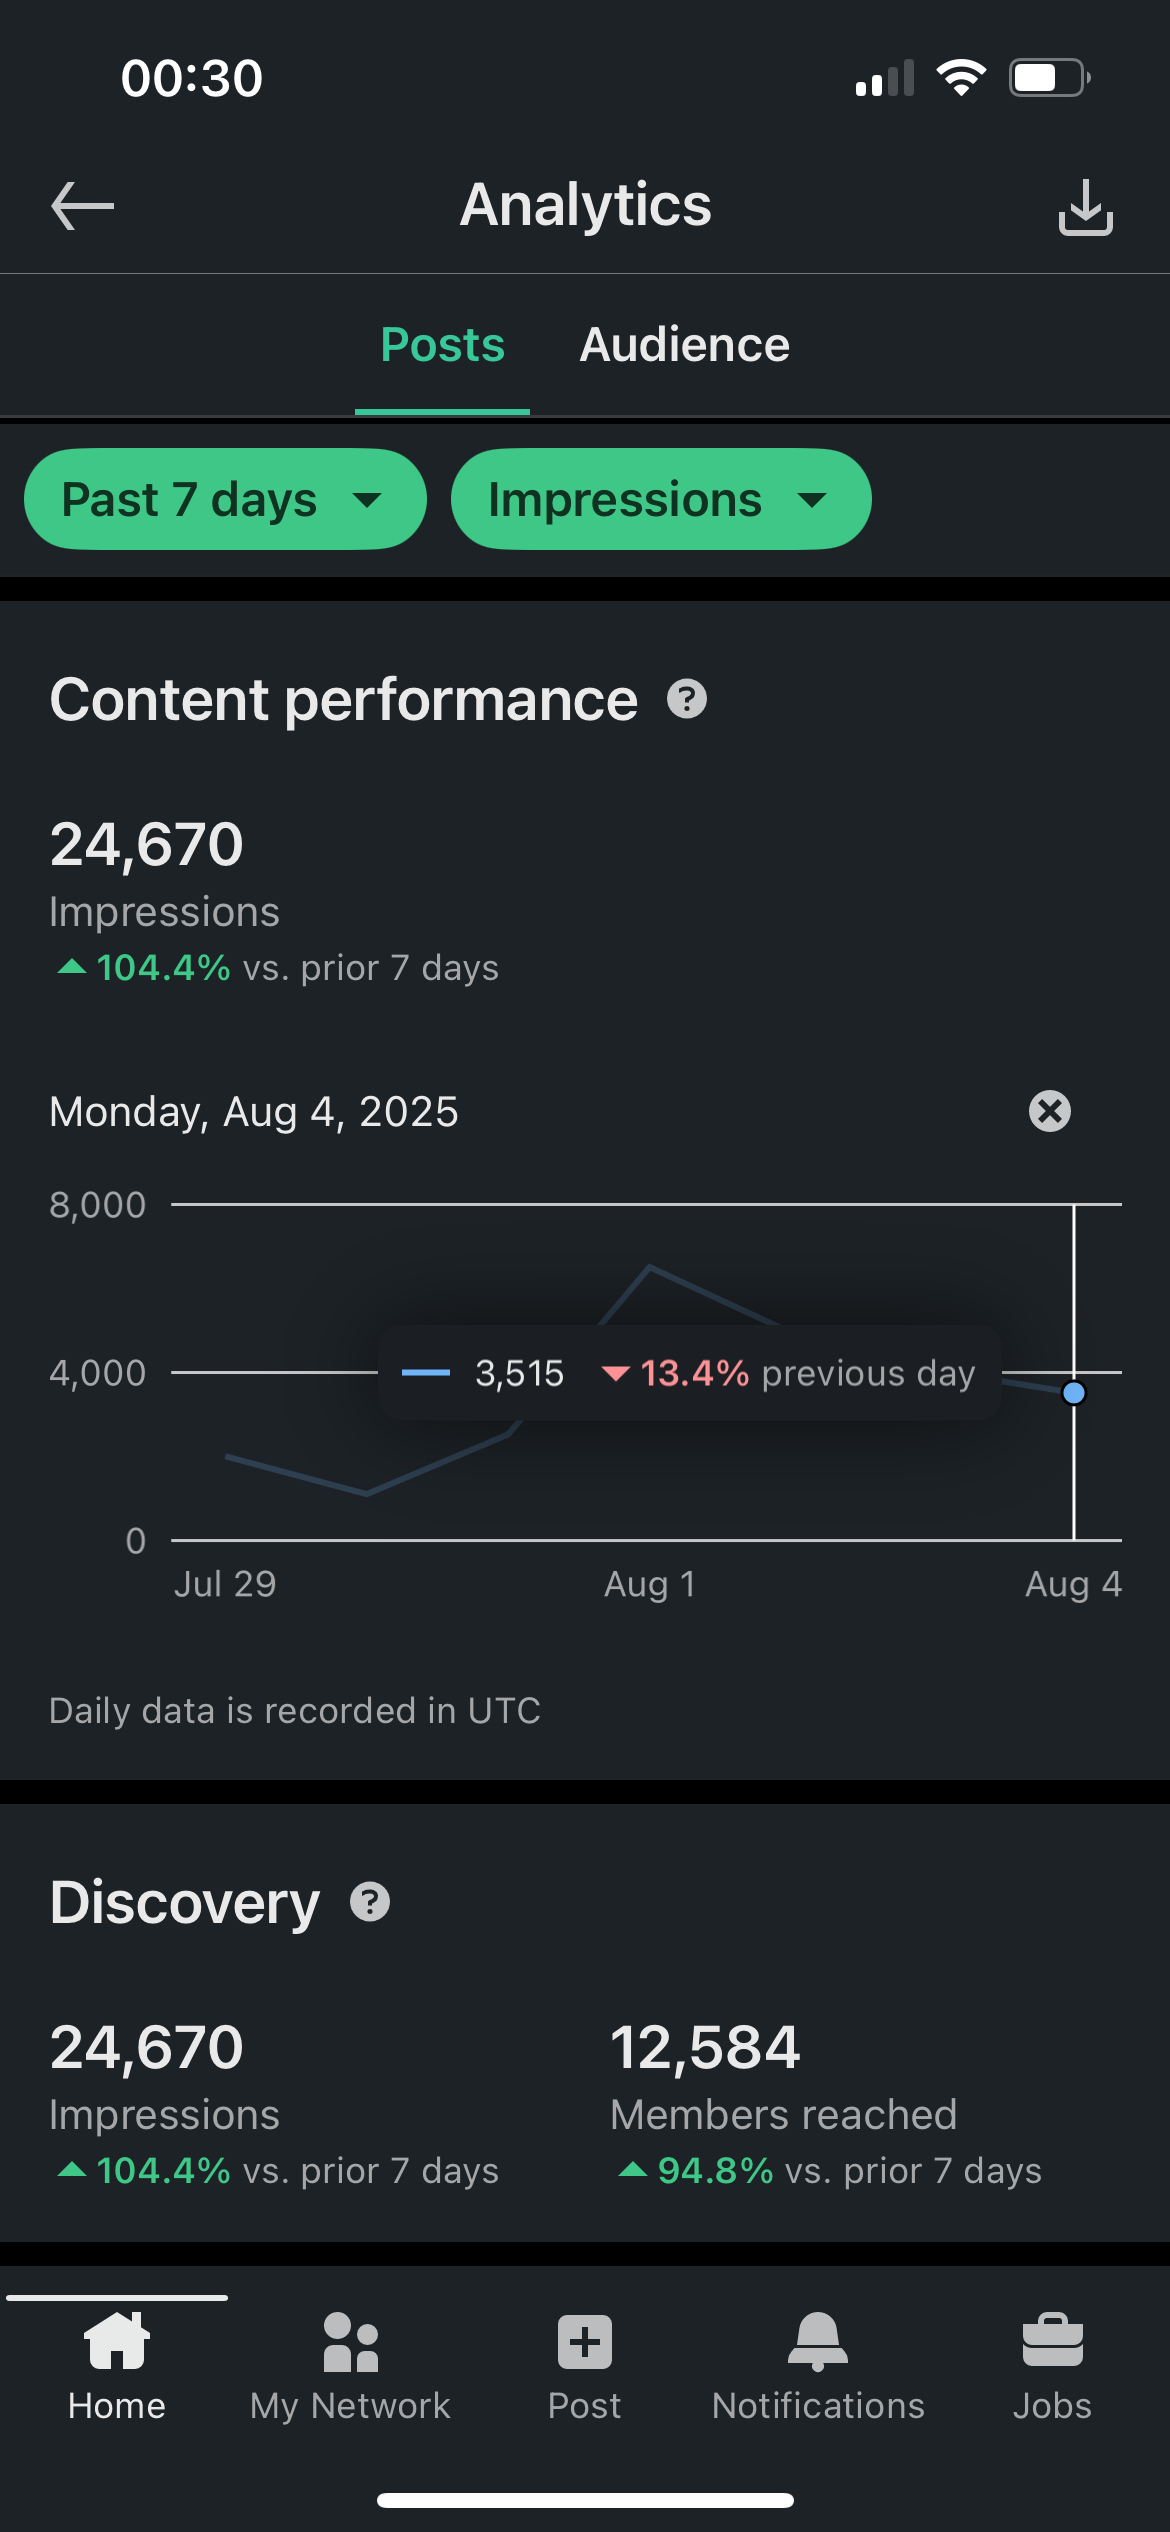 00:30
Analytics
Posts Audience
Past 7 days Impressions
Content performance ?
24,670
Impressions
104.4% vs. prior 7 days
Monday, Aug 4, 2025
8,000
4,000 3,515 13.4% previous day
0
Jul 29 Aug 1 Aug 4
Daily data is recorded in UTC
Discovery ?
24,670 12,584
Impressions Members reached
104.4% vs. prior 7 days 94.8% vs. prior 7 days
Home My Network Post Notifications Jobs